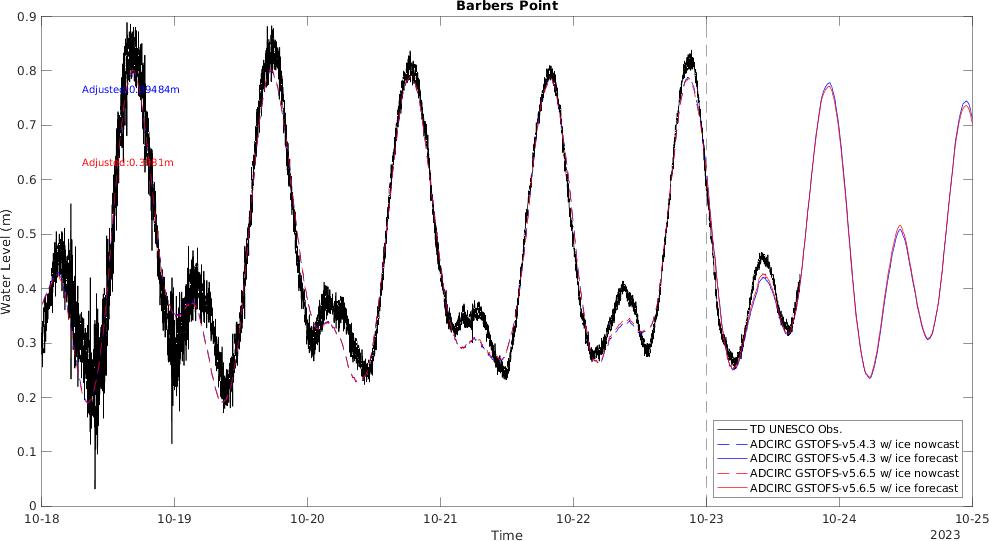 Barbers Point
0.9
0.8
0.7
0.6
0.5
0.4
0.3
0.2
0.1
0
Water Level (m)
10-18
10-19
10-20
10-21
10-22
10-23
10-24
10-25
Time
2023
TD UNESCO Obs.
ADCIRC GSTOFS-v5.4.3 w/ ice nowcast
ADCIRC GSTOFS-v5.4.3 w/ ice forecast
ADCIRC GSTOFS-v5.6.5 w/ ice nowcast
ADCIRC GSTOFS-v5.6.5 w/ ice forecast